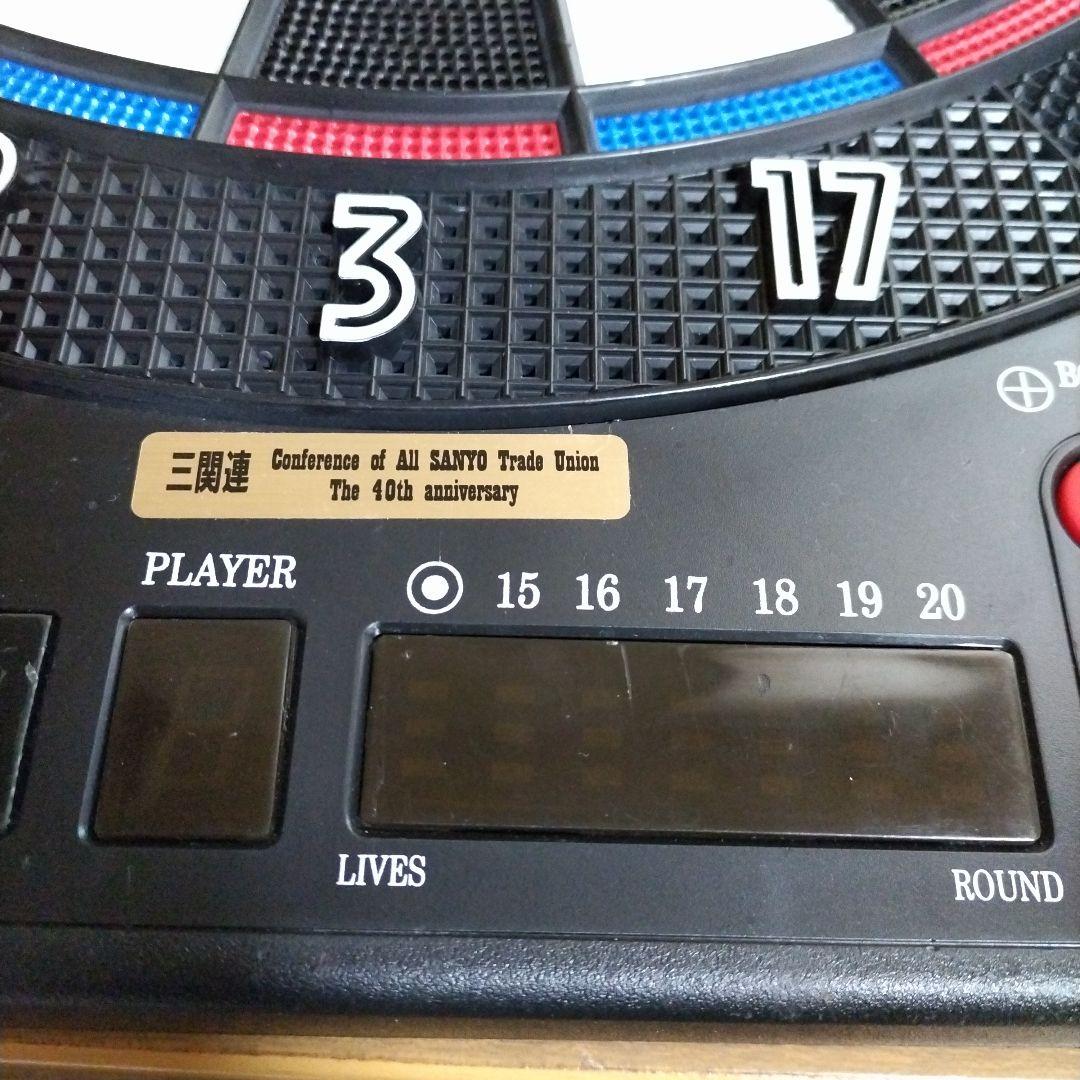 3
17
三関連
Conference of All SANYO Trade Union
The 40th anniversary
PLAYER
15 16 17 18 19 20
LIVES
ROUND